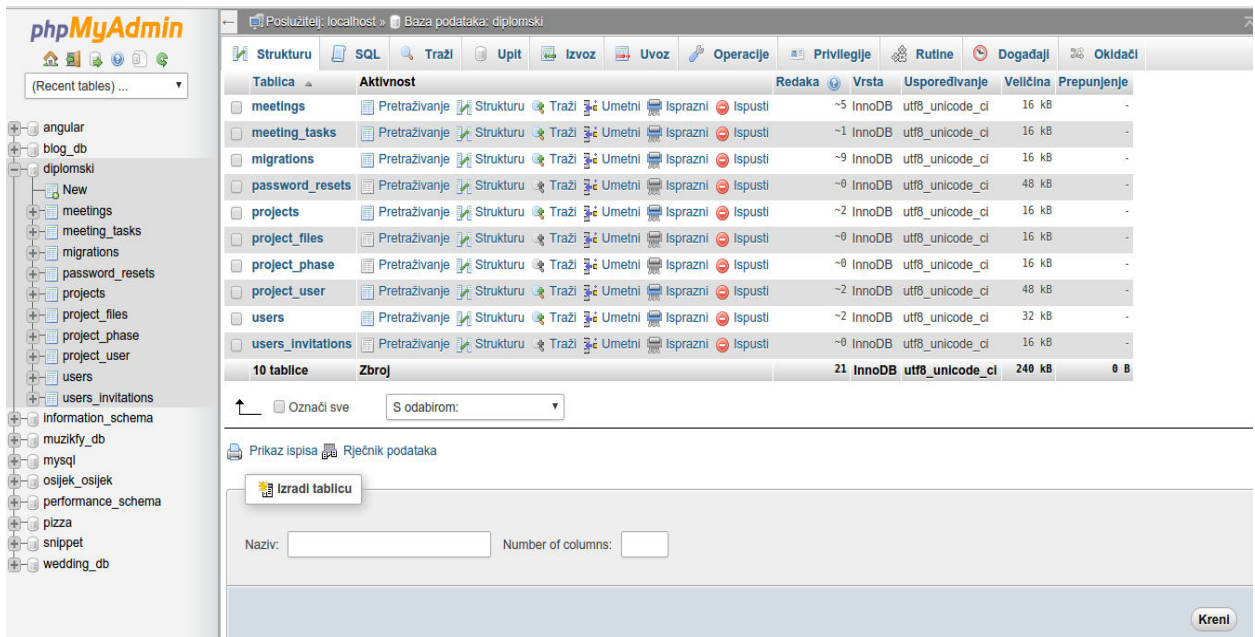 phpMyAdmin
(Recent tables) ...
angular
blog_db
diplomski
New
meetings
meeting_tasks
migrations
password_resets
projects
project_files
project_phase
project_user
users
users_invitations
information_schema
muzikfy_db
mysql
osijek_osijek
performance_schema
pizza
snippet
wedding_db
Poslužitelj: localhost » Baza podataka: diplomski
Strukturu SQL Traži Upit Izvoz Uvoz Operacije Privilegije Rutine Događaji Okidači
Tablica Aktivnost Redaka Vrsta Uspoređivanje Veličina Prepunjenje
meetings Pretraživanje Strukturu Traži Umetni Isprazni Ispusti ~5 InnoDB utf8_unicode_ci 16 kB -
meeting_tasks Pretraživanje Strukturu Traži Umetni Isprazni Ispusti ~1 InnoDB utf8_unicode_ci 16 kB -
migrations Pretraživanje Strukturu Traži Umetni Isprazni Ispusti ~9 InnoDB utf8_unicode_ci 16 kB -
password_resets Pretraživanje Strukturu Traži Umetni Isprazni Ispusti ~0 InnoDB utf8_unicode_ci 48 kB -
projects Pretraživanje Strukturu Traži Umetni Isprazni Ispusti ~2 InnoDB utf8_unicode_ci 16 kB -
project_files Pretraživanje Strukturu Traži Umetni Isprazni Ispusti ~0 InnoDB utf8_unicode_ci 16 kB -
project_phase Pretraživanje Strukturu Traži Umetni Isprazni Ispusti ~0 InnoDB utf8_unicode_ci 16 kB -
project_user Pretraživanje Strukturu Traži Umetni Isprazni Ispusti ~2 InnoDB utf8_unicode_ci 48 kB -
users Pretraživanje Strukturu Traži Umetni Isprazni Ispusti ~2 InnoDB utf8_unicode_ci 32 kB -
users_invitations Pretraživanje Strukturu Traži Umetni Isprazni Ispusti ~0 InnoDB utf8_unicode_ci 16 kB -
10 tablice Zbroj 21 InnoDB utf8_unicode_ci 240 kB 0 B
Označi sve S odabirom:
Prikaz ispisa Rječnik podataka
Izradi tablicu
Naziv: Number of columns:
Kreni